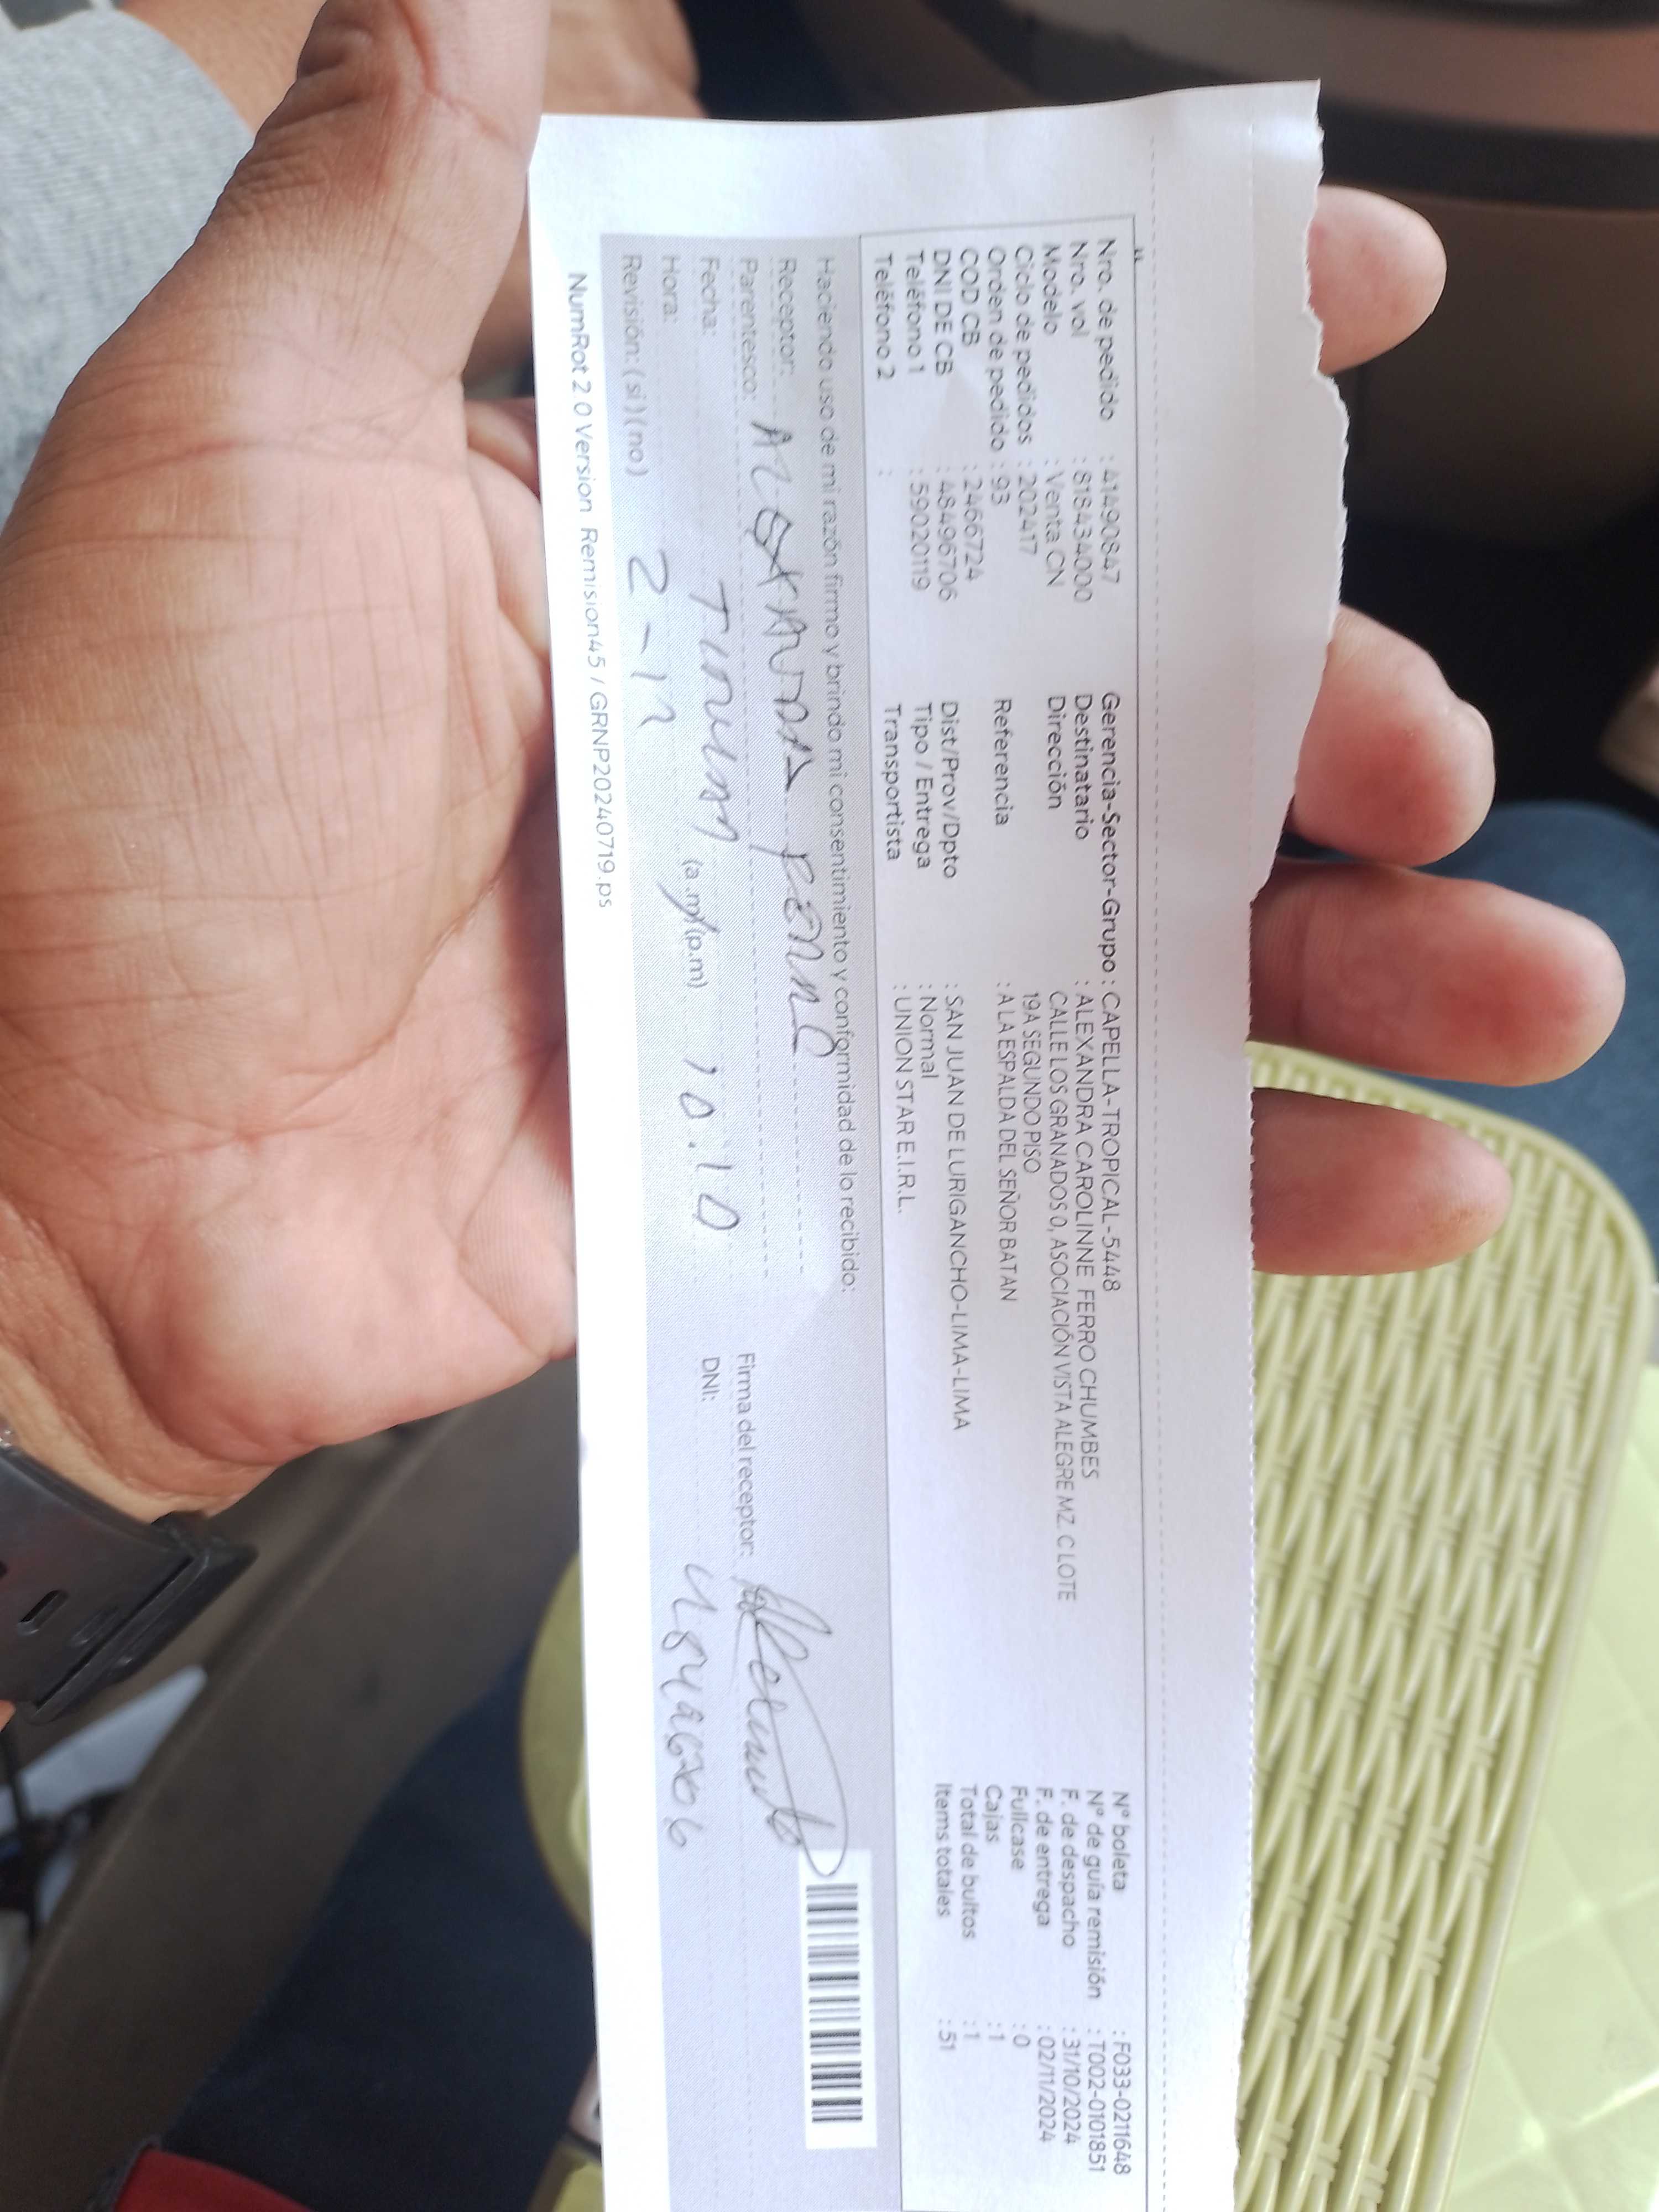 Nro. de pedido : 41490847 Gerencia-Sector-Grupo : CAPELLA-TROPICAL-5448 N° boleta : F033-0211648
Nro. vol : 818434000 Destinatario : ALEXANDRA CAROLINNE FERRO CHUMBES N° de guía remisión : T002-0101851
Modelo : Venta CN Dirección CALLE LOS GRANADOS 0, ASOCIACIÓN VISTA ALEGRE MZ. C LOTE F. de despacho : 31/10/2024
Ciclo de pedidos : 202417 19A SEGUNDO PISO F. de entrega : 02/11/2024
Orden de pedido : 93 Referencia : A LA ESPALDA DEL SEÑOR BATAN Fullcase : 0
COD CB : 2466724 Cajas : 1
DNI DE CB : 48496706 Dist/Prov/Dpto : SAN JUAN DE LURIGANCHO-LIMA-LIMA Total de bultos : 1
Teléfono 1 : 59020119 Tipo / Entrega : Normal Items totales : 51
Teléfono 2 : Transportista : UNION STAR E.I.R.L.
Haciendo uso de mi razón firmo y brindo mi consentimiento y conformidad de lo recibido:
Receptor:
Parentesco: Firma del receptor:
Fecha: DNI: 48496706
Hora: (a.m)(p.m) 10.10
Revisión: ( si ) ( no ) 2-11
NumRot 2.0 Version Remision45 / GRNP20240719.ps